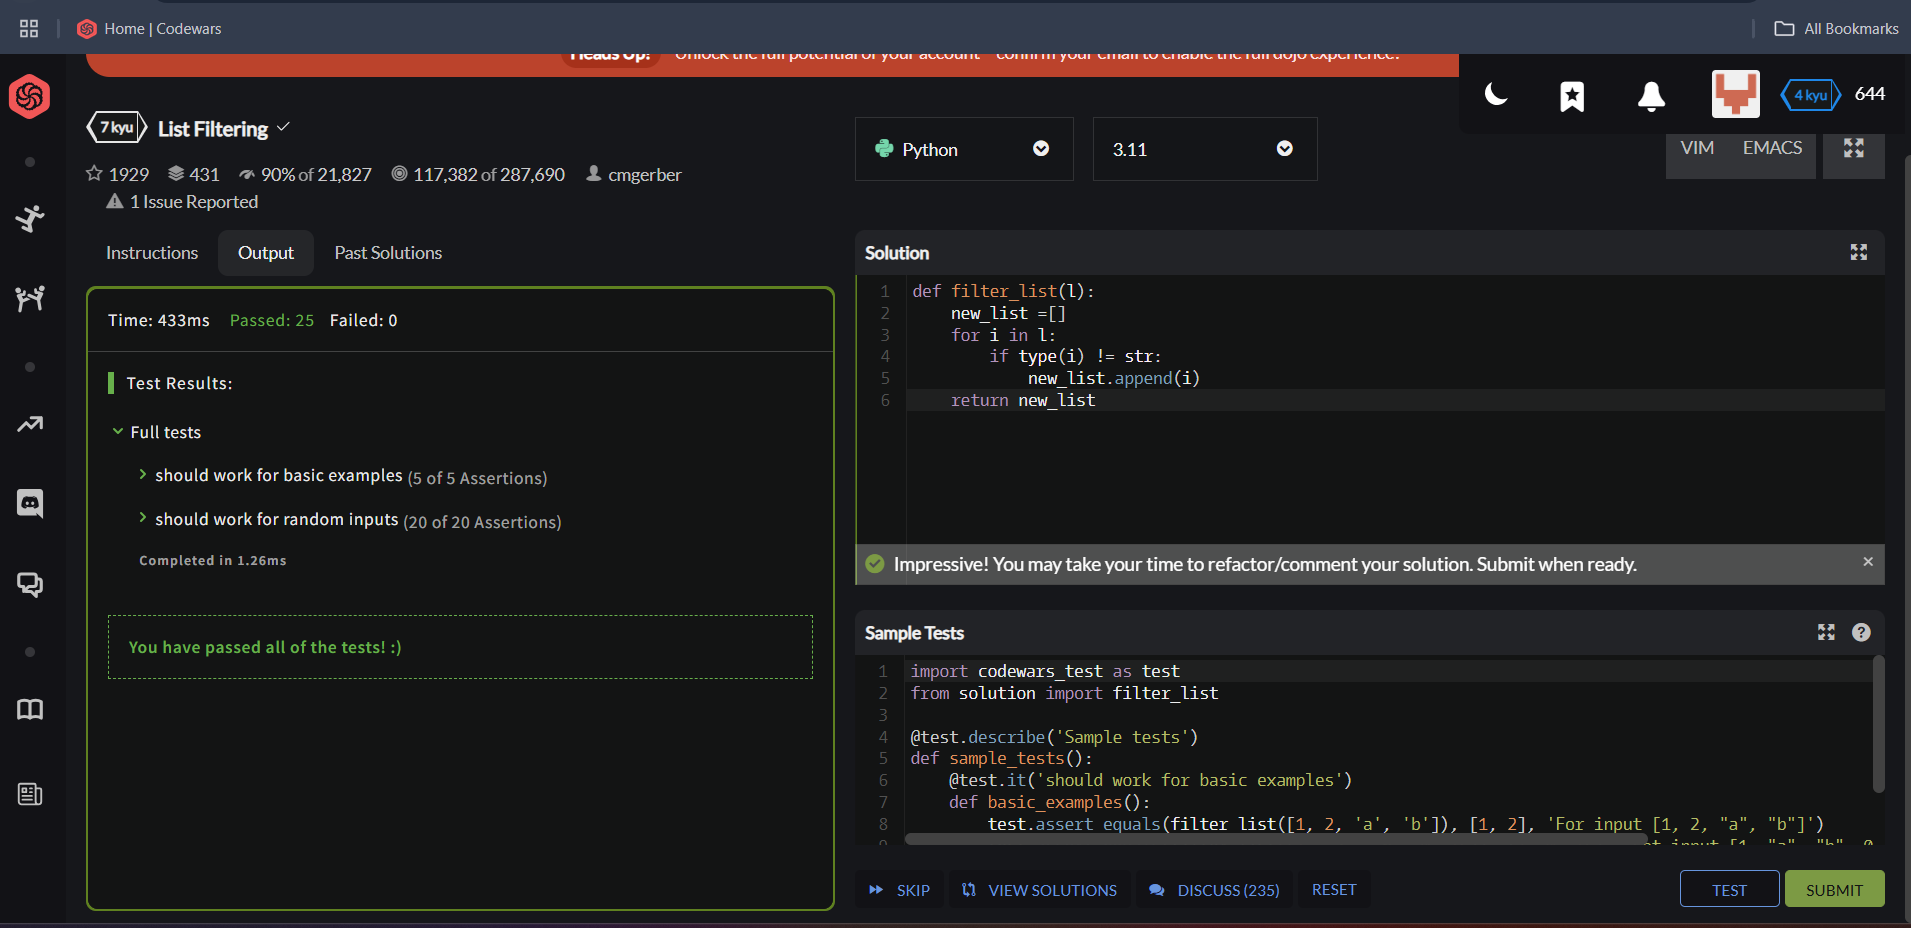 Home | Codewars
All Bookmarks
Heads Up! Unlock the full potential of your account - confirm your email to enable the full dojo experience!
4 kyu 644
7 kyu List Filtering
Python
3.11
VIM EMACS
1929 431 90% of 21,827 117,382 of 287,690 cmgerber
1 Issue Reported
Instructions Output Past Solutions
Time: 433ms Passed: 25 Failed: 0
Test Results:
Full tests
should work for basic examples (5 of 5 Assertions)
should work for random inputs (20 of 20 Assertions)
Completed in 1.26ms
You have passed all of the tests! :)
Solution
1 def filter_list(l):
2     new_list =[]
3     for i in l:
4         if type(i) != str:
5             new_list.append(i)
6     return new_list
Impressive! You may take your time to refactor/comment your solution. Submit when ready.
Sample Tests
1 import codewars_test as test
2 from solution import filter_list
3
4 @test.describe('Sample tests')
5 def sample_tests():
6     @test.it('should work for basic examples')
7     def basic_examples():
8         test.assert_equals(filter_list([1, 2, 'a', 'b']), [1, 2], 'For input [1, 2, "a", "b"]')
SKIP VIEW SOLUTIONS DISCUSS (235) RESET
TEST SUBMIT